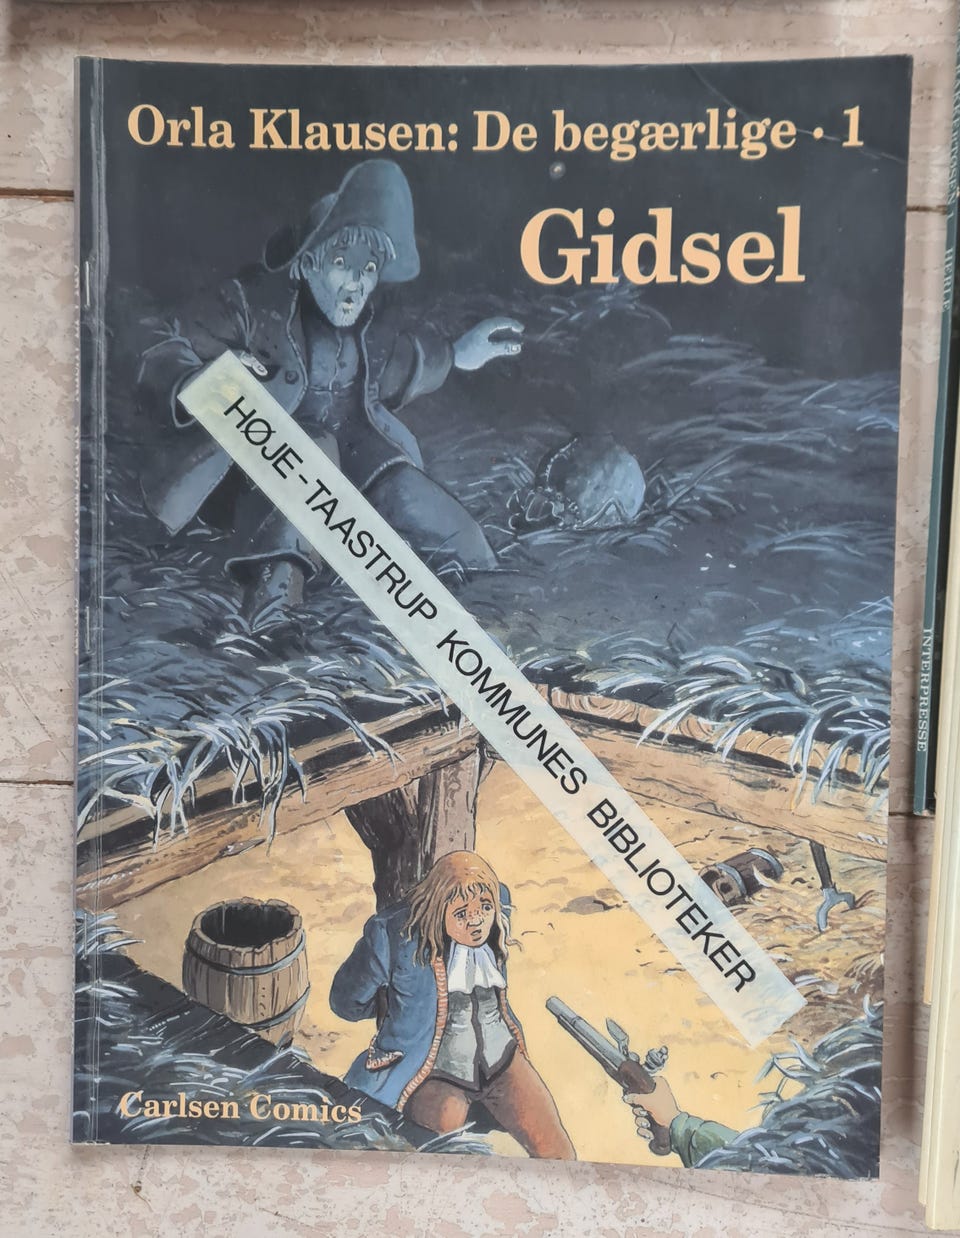 Orla Klausen: De begærlige · 1
Gidsel
HØJE-TAASTRUP KOMMUNES BIBLIOTEKER
Carlsen Comics
INTERPRESSE